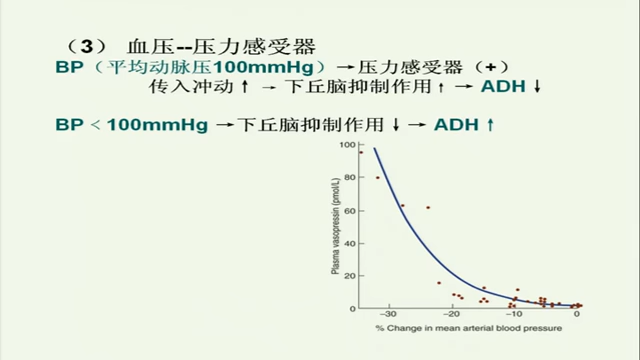 （3） 血压--压力感受器
BP（平均动脉压100mmHg）→压力感受器（+）
传入冲动↑ → 下丘脑抑制作用↑ → ADH↓
BP＜100mmHg →下丘脑抑制作用↓→ ADH↑
100
80
60
40
20
0
Plasma vasopressin (pmol/L)
−30
−20
−10
0
% Change in mean arterial blood pressure